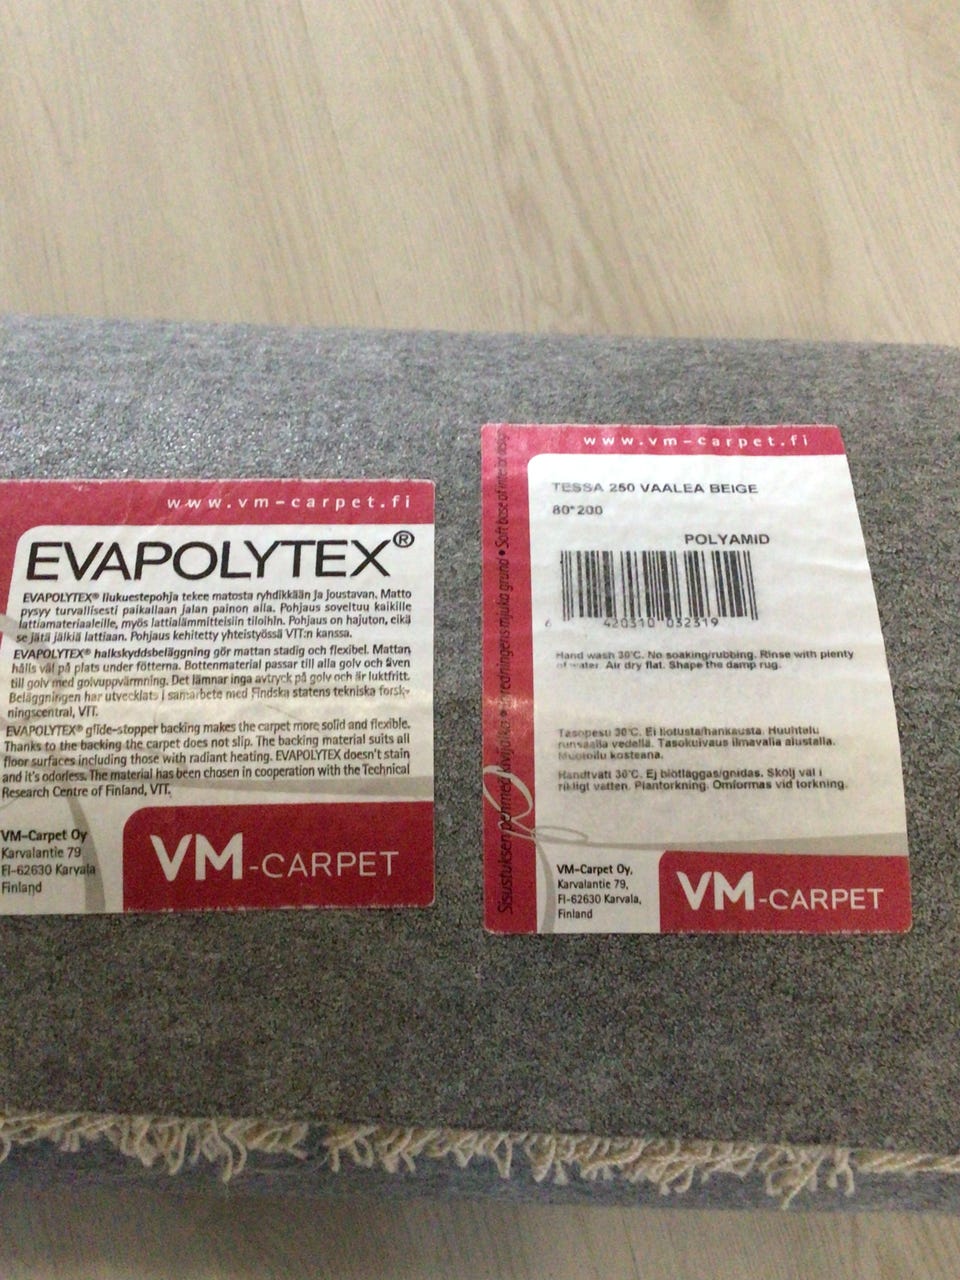 www.vm-carpet.fi
EVAPOLYTEX®
EVAPOLYTEX® liukuestepohja tekee matosta ryhdikkään ja joustavan. Matto
pysyy turvallisesti paikallaan jalan painon alla. Pohjaus soveltuu kaikille
lattiamateriaaleille, myös lattialämmitteisiin tiloihin. Pohjaus on hajuton, eikä
se jätä jälkiä lattiaan. Pohjaus kehitetty yhteistyössä VTT:n kanssa.
EVAPOLYTEX® halkskyddsbeläggning gör mattan stadig och flexibel. Mattan
hålls väl på plats under fötterna. Bottenmaterial passar till alla golv och även
till golv med golvuppvärmning. Det lämnar inga avtryck på golv och är luktfritt.
Beläggningen har utvecklats i samarbete med Findska statens tekniska forsk-
ningscentral, VTT.
EVAPOLYTEX® glide-stopper backing makes the carpet more solid and flexible.
Thanks to the backing the carpet does not slip. The backing material suits all
floor surfaces including those with radiant heating. EVAPOLYTEX doesn't stain
and it's odorless. The material has been chosen in cooperation with the Technical
Research Centre of Finland, VTT.
VM-Carpet Oy
Karvalantie 79
FI-62630 Karvala
Finland
VM-CARPET
www.vm-carpet.fi
Sisustuksen pehmeä kivijalka • Inredningens mjuka grund • Soft base of interior
TESSA 250 VAALEA BEIGE
80*200
POLYAMID
6 420310 032319
Hand wash 30°C. No soaking/rubbing. Rinse with plenty
of water. Air dry flat. Shape the damp rug.
Tasopesu 30°C. Ei liotusta/hankausta. Huuhtelu
runsaalla vedellä. Tasokuivaus ilmavalla alustalla.
Muotoilu kosteana.
Handtvätt 30°C. Ej blötläggas/gnidas. Skölj väl i
rikligt vatten. Plantorkning. Omformas vid torkning.
VM-Carpet Oy,
Karvalantie 79,
FI-62630 Karvala,
Finland
VM-CARPET